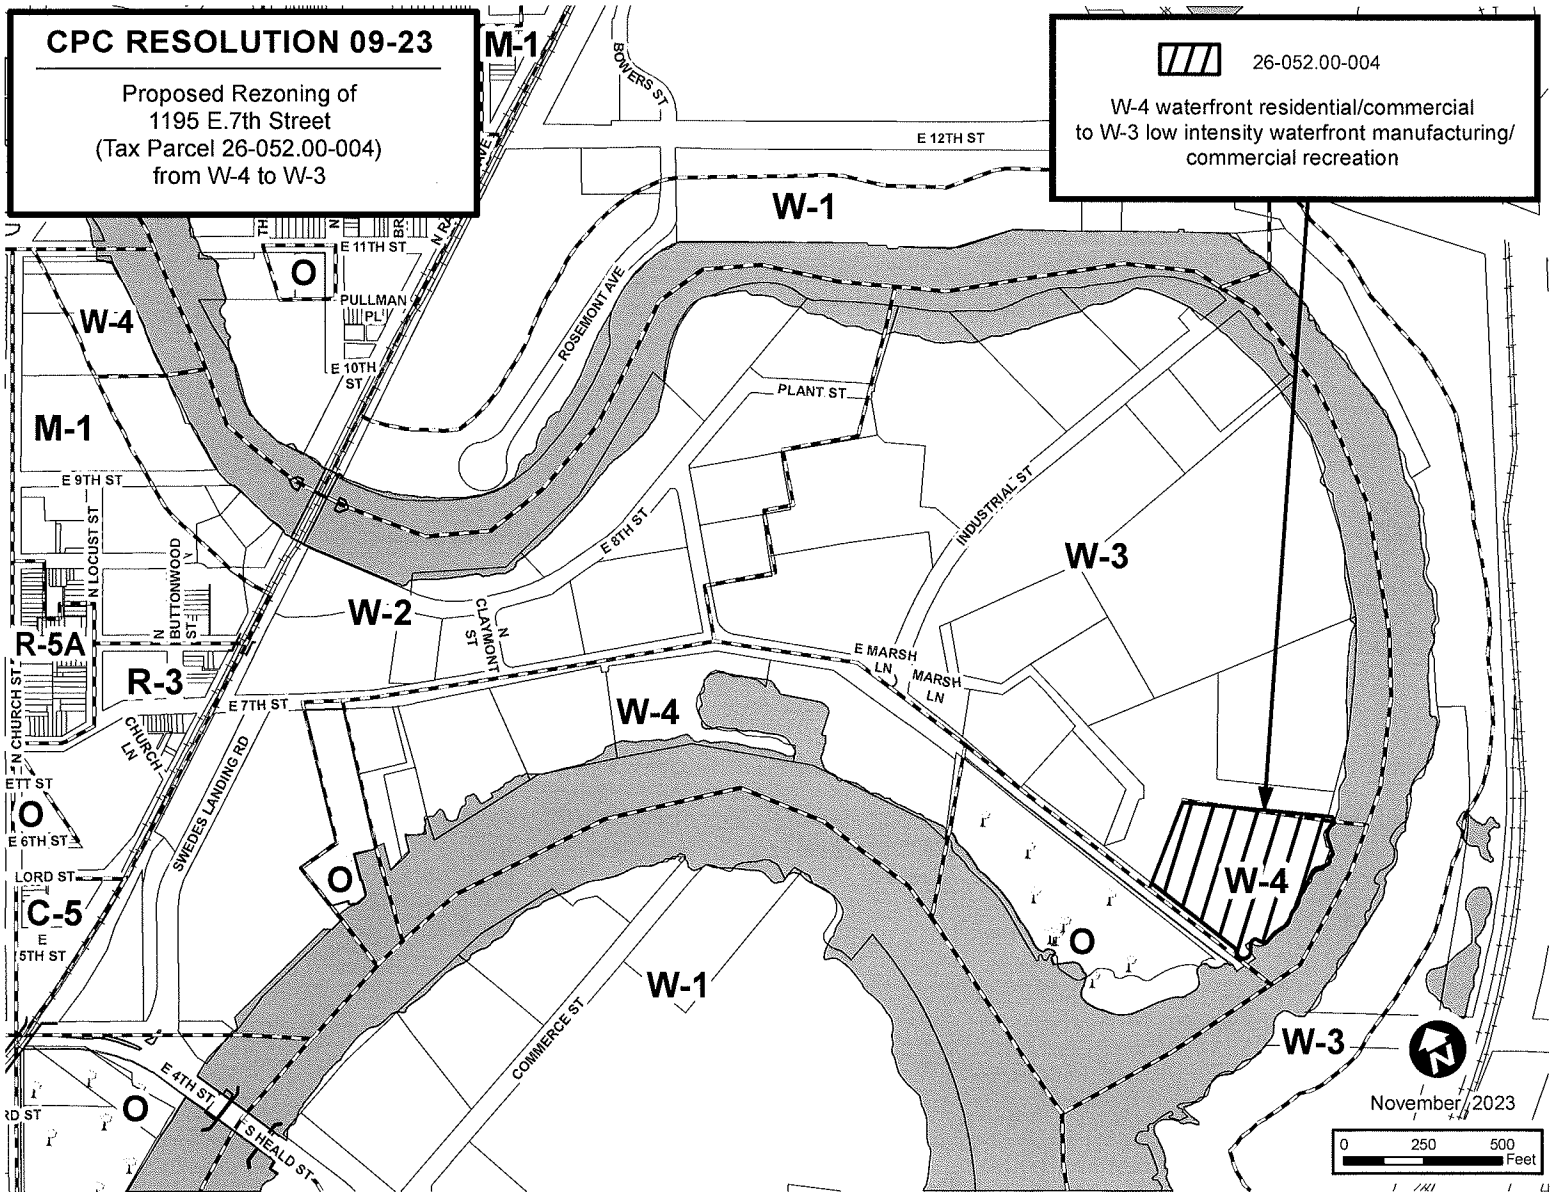 CPC RESOLUTION 09-23
Proposed Rezoning of
1195 E.7th Street
(Tax Parcel 26-052.00-004)
from W-4 to W-3
26-052.00-004
W-4 waterfront residential/commercial
to W-3 low intensity waterfront manufacturing/
commercial recreation
M-1
BOWERS ST
E 12TH ST
W-1
E 11TH ST
O
PULLMAN
PL
W-4
ROSEMONT AVE
E 10TH
ST
PLANT ST
M-1
E 9TH ST
N LOCUST ST
N
BUTTONWOOD
ST
E 8TH ST
INDUSTRIAL ST
W-3
W-2
N
CLAYMONT
ST
R-5A
R-3
E MARSH
LN
MARSH
LN
N CHURCH ST
E 7TH ST
W-4
CHURCH
LN
SWEDES LANDING RD
ETT ST
O
E 6TH ST
LORD ST
O
W-4
C-5
E
5TH ST
O
W-1
COMMERCE ST
W-3
N
E 4TH ST
O
RD ST
S HEALD ST
November, 2023
0 250 500
Feet